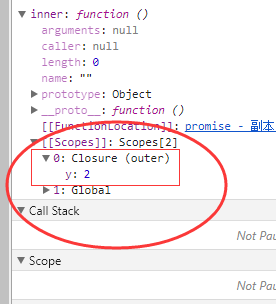 ▼ inner: function ()
arguments: null
caller: null
length: 0
name: ""
▶ prototype: Object
▶ __proto__: function ()
[[FunctionLocation]]: promise - 副本
▼ [[Scopes]]: Scopes[2]
▼ 0: Closure (outer)
y: 2
▶ 1: Global
▼ Call Stack
Not Pau
▼ Scope
Not Pau